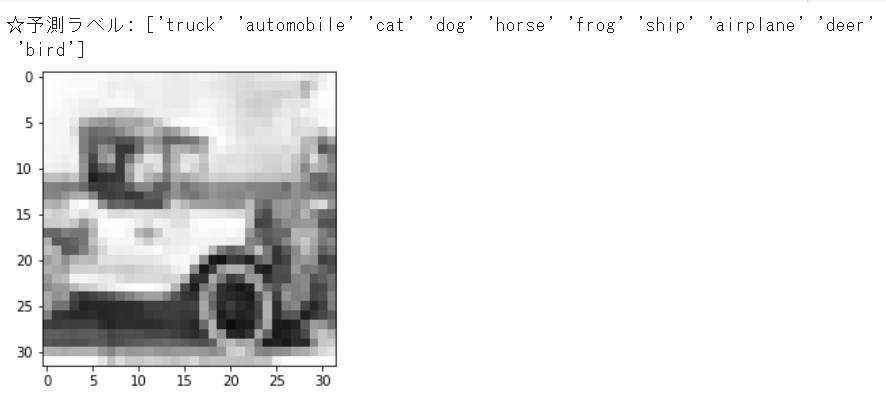 ☆予測ラベル: ['truck' 'automobile' 'cat' 'dog' 'horse' 'frog' 'ship' 'airplane' 'deer'
'bird']
0
5
10
15
20
25
30
0 5 10 15 20 25 30